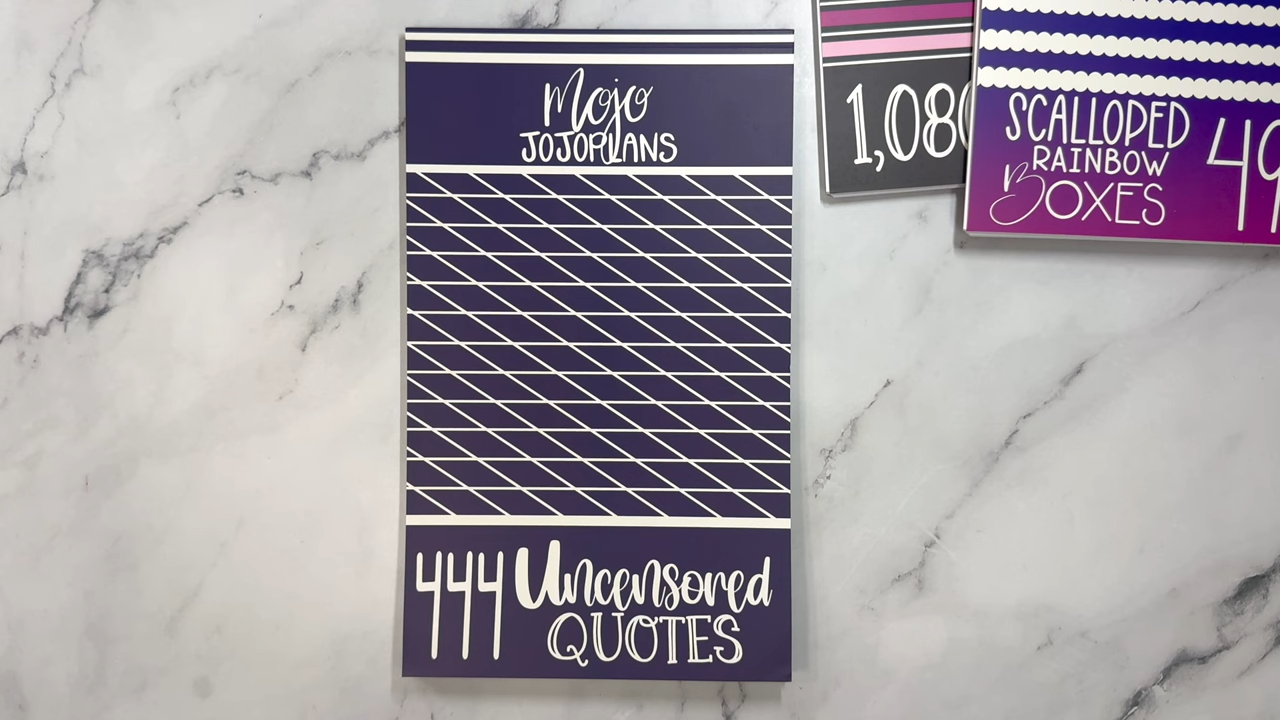 Mojo
JOJOPLANS
444 Uncensored
QUOTES
1,080
SCALLOPED
RAINBOW
BOXES
49